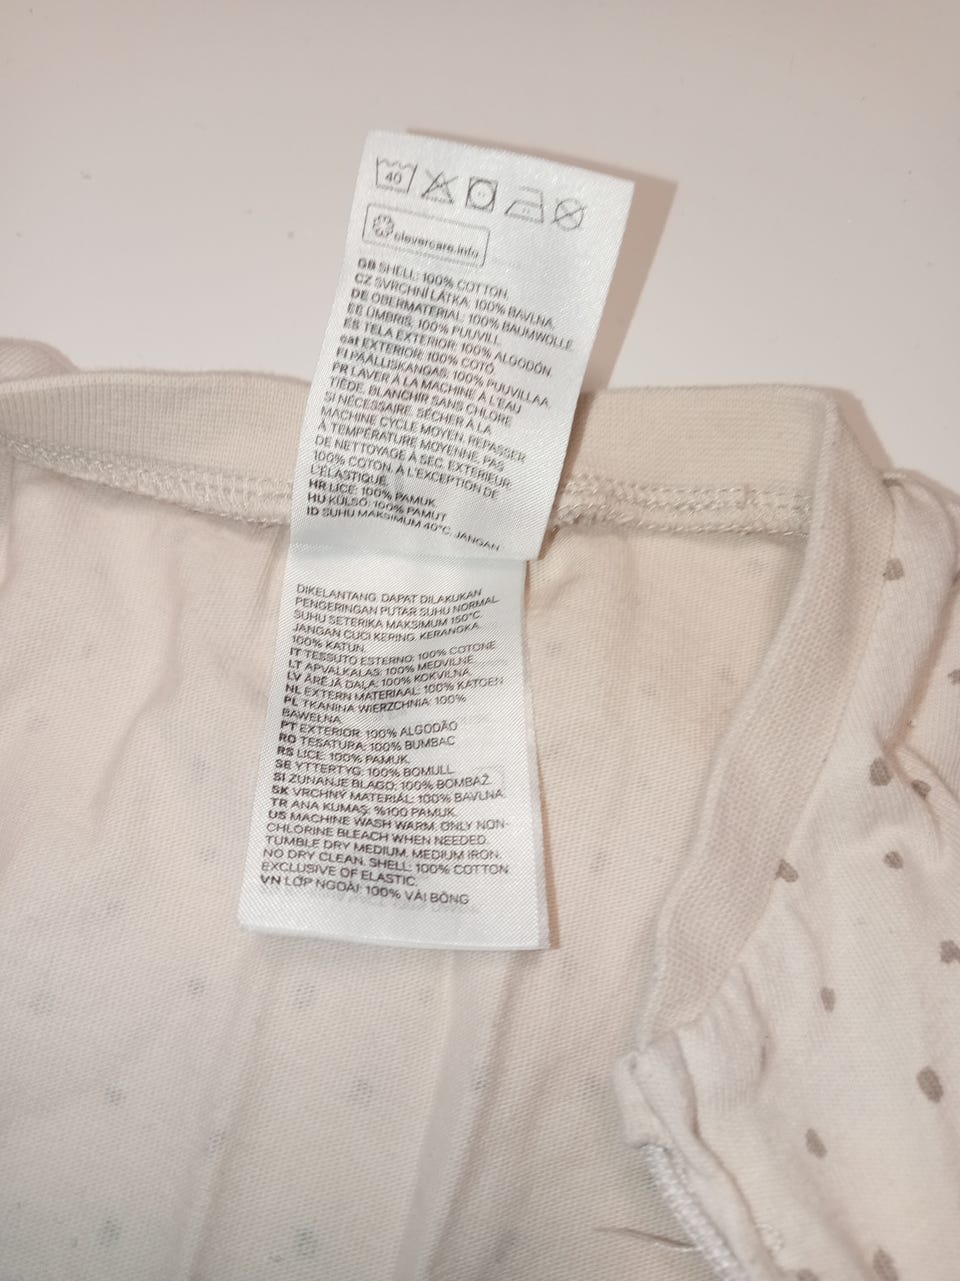 40
clevercare.info
GB SHELL: 100% COTTON.
CZ SVRCHNÍ LÁTKA: 100% BAVLNA.
DE OBERMATERIAL: 100% BAUMWOLLE.
EE ÜMBRIS: 100% PUUVILL.
ES TELA EXTERIOR: 100% ALGODÓN.
cat EXTERIOR: 100% COTÓ.
FI PÄÄLLISKANGAS: 100% PUUVILLAA.
FR LAVER À LA MACHINE À L'EAU
TIÈDE. BLANCHIR SANS CHLORE
SI NÉCESSAIRE. SÉCHER À LA
MACHINE CYCLE MOYEN. REPASSER
À TEMPÉRATURE MOYENNE. PAS
DE NETTOYAGE À SEC. EXTÉRIEUR:
100% COTON. À L'EXCEPTION DE
L'ÉLASTIQUE.
HR LICE: 100% PAMUK.
HU KÜLSŐ: 100% PAMUT
ID SUHU MAKSIMUM 40°C. JANGAN
DIKELANTANG. DAPAT DILAKUKAN
PENGERINGAN PUTAR SUHU NORMAL.
SUHU SETERIKA MAKSIMUM 150°C.
JANGAN CUCI KERING. KERANGKA:
100% KATUN.
IT TESSUTO ESTERNO: 100% COTONE
LT APVALKALAS: 100% MEDVILNĖ.
LV ĀRĒJĀ DAĻA: 100% KOKVILNA.
NL EXTERN MATERIAAL: 100% KATOEN
PL TKANINA WIERZCHNIA: 100%
BAWEŁNA.
PT EXTERIOR: 100% ALGODÃO
RO TESATURA: 100% BUMBAC
RS LICE: 100% PAMUK.
SE YTTERTYG: 100% BOMULL.
SI ZUNANJE BLAGO: 100% BOMBAŽ.
SK VRCHNÝ MATERIÁL: 100% BAVLNA.
TR ANA KUMAŞ: %100 PAMUK.
US MACHINE WASH WARM. ONLY NON-
CHLORINE BLEACH WHEN NEEDED.
TUMBLE DRY MEDIUM. MEDIUM IRON.
NO DRY CLEAN. SHELL: 100% COTTON
EXCLUSIVE OF ELASTIC.
VN LỚP NGOÀI: 100% VẢI BÔNG